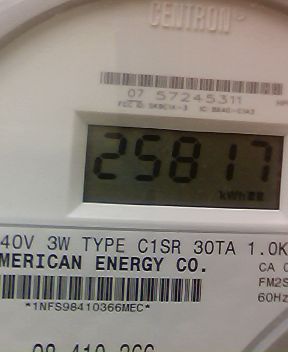 CENTRON
07 57245311
25817
kWh
40V 3W TYPE C1SR 30TA 1.0K
MERICAN ENERGY CO.
CA 0
FM2S
60Hz
*1NFS98410366MEC*